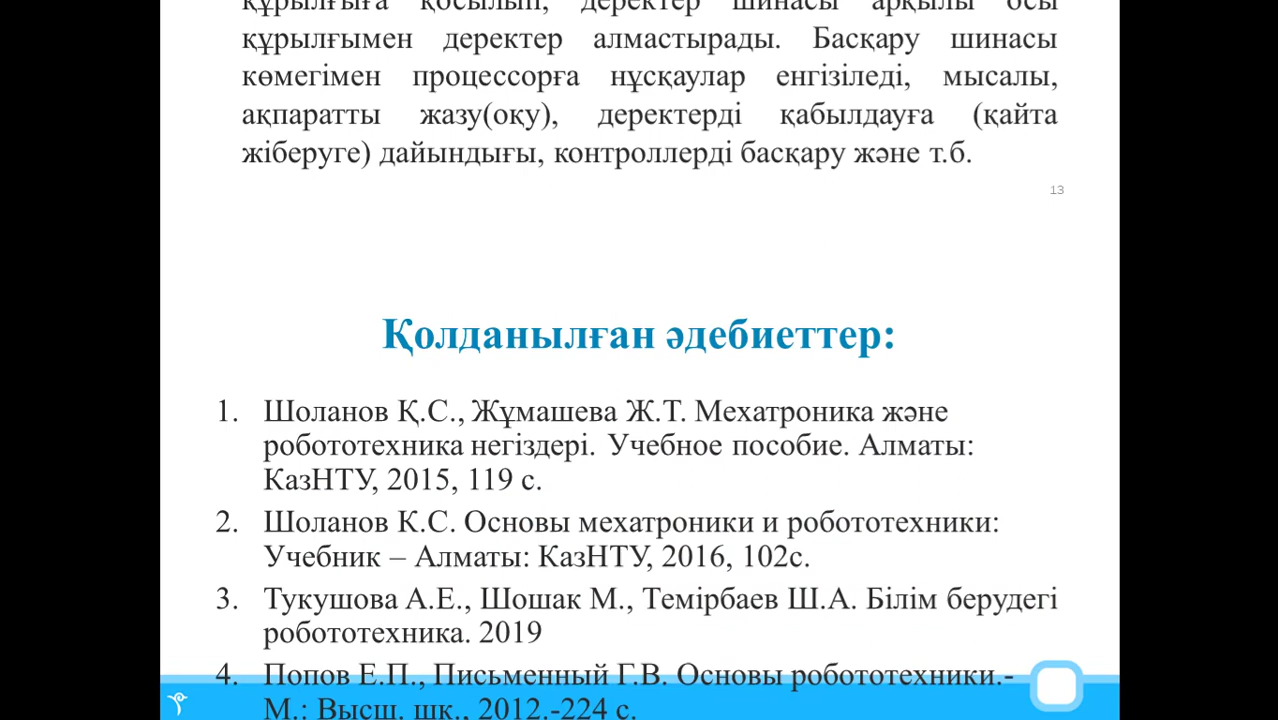 құрылғыға қосылып, деректер шинасы арқылы осы
құрылғымен деректер алмастырады. Басқару шинасы
көмегімен процессорға нұсқаулар енгізіледі, мысалы,
ақпаратты жазу(оқу), деректерді қабылдауға (қайта
жіберуге) дайындығы, контроллерді басқару және т.б.
13
Қолданылған әдебиеттер:
1. Шоланов Қ.С., Жұмашева Ж.Т. Мехатроника және
робототехника негіздері. Учебное пособие. Алматы:
КазНТУ, 2015, 119 с.
2. Шоланов К.С. Основы мехатроники и робототехники:
Учебник – Алматы: КазНТУ, 2016, 102с.
3. Тукушова А.Е., Шошак М., Темірбаев Ш.А. Білім берудегі
робототехника. 2019
4. Попов Е.П., Письменный Г.В. Основы робототехники.-
М.: Высш. шк., 2012.-224 с.